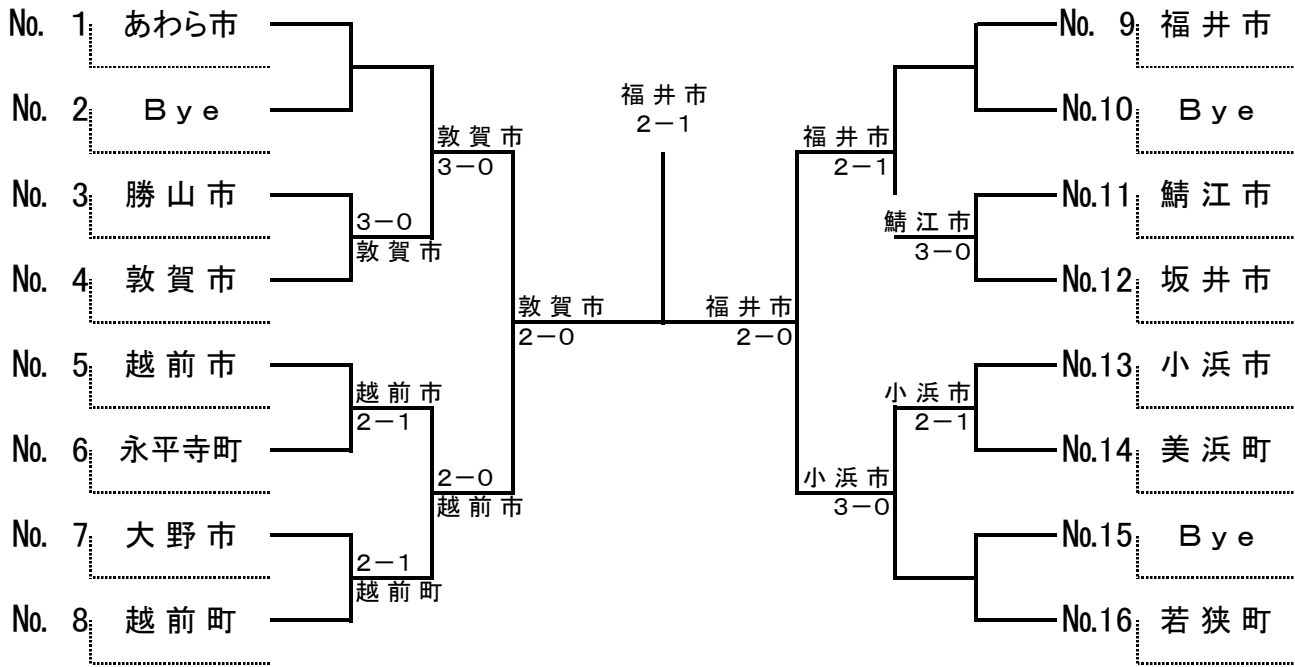 No. 1 あわら市
No. 2 Bye
No. 3 勝山市
No. 4 敦賀市
No. 5 越前市
No. 6 永平寺町
No. 7 大野市
No. 8 越前町
3-0
敦賀市
越前市
2-1
2-1
越前町
敦賀市
3-0
2-0
越前市
敦賀市
2-0
福井市
2-1
福井市
2-0
福井市
2-1
小浜市
3-0
鯖江市
3-0
小浜市
2-1
No. 9 福井市
No.10 Bye
No.11 鯖江市
No.12 坂井市
No.13 小浜市
No.14 美浜町
No.15 Bye
No.16 若狭町